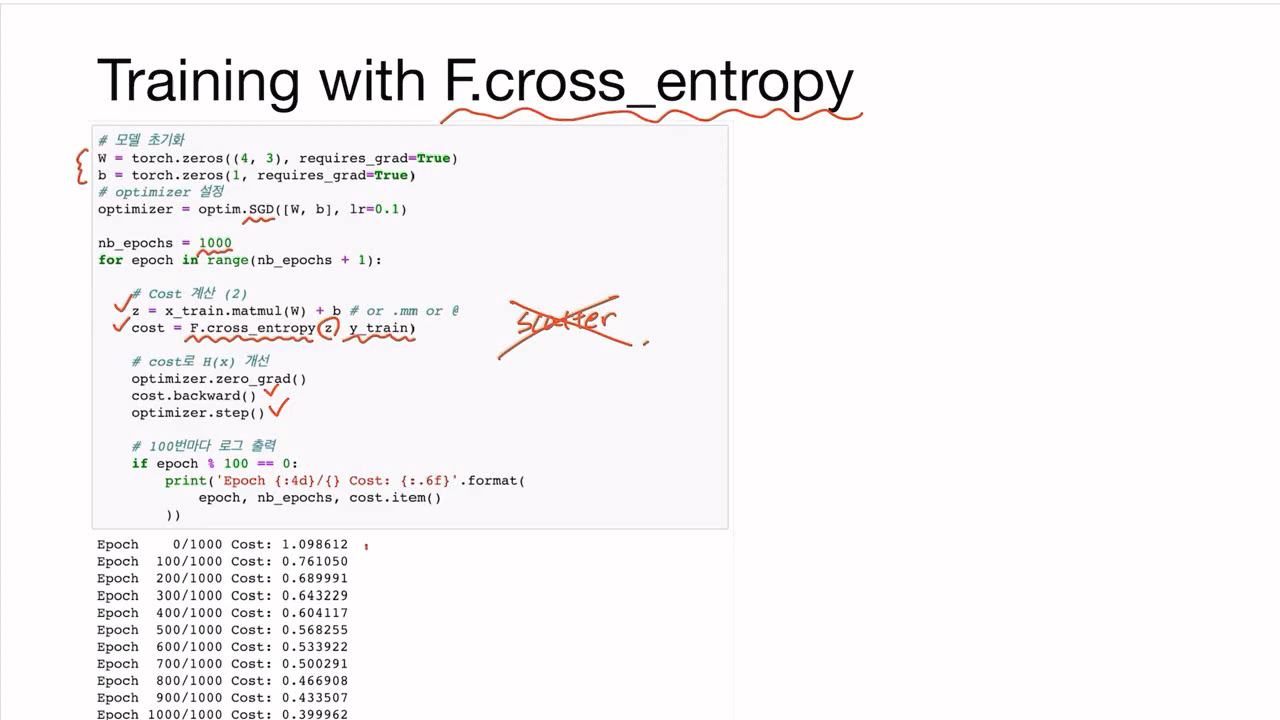 Training with F.cross_entropy
# 모델 초기화
W = torch.zeros((4, 3), requires_grad=True)
b = torch.zeros(1, requires_grad=True)
# optimizer 설정
optimizer = optim.SGD([W, b], lr=0.1)
nb_epochs = 1000
for epoch in range(nb_epochs + 1):
# Cost 계산 (2)
z = x_train.matmul(W) + b # or .mm or @
cost = F.cross_entropy(z, y_train)
scatter
# cost로 H(x) 개선
optimizer.zero_grad()
cost.backward()
optimizer.step()
# 100번마다 로그 출력
if epoch % 100 == 0:
print('Epoch {:4d}/{} Cost: {:.6f}'.format(
epoch, nb_epochs, cost.item()
))
Epoch    0/1000 Cost: 1.098612
Epoch  100/1000 Cost: 0.761050
Epoch  200/1000 Cost: 0.689991
Epoch  300/1000 Cost: 0.643229
Epoch  400/1000 Cost: 0.604117
Epoch  500/1000 Cost: 0.568255
Epoch  600/1000 Cost: 0.533922
Epoch  700/1000 Cost: 0.500291
Epoch  800/1000 Cost: 0.466908
Epoch  900/1000 Cost: 0.433507
Epoch 1000/1000 Cost: 0.399962